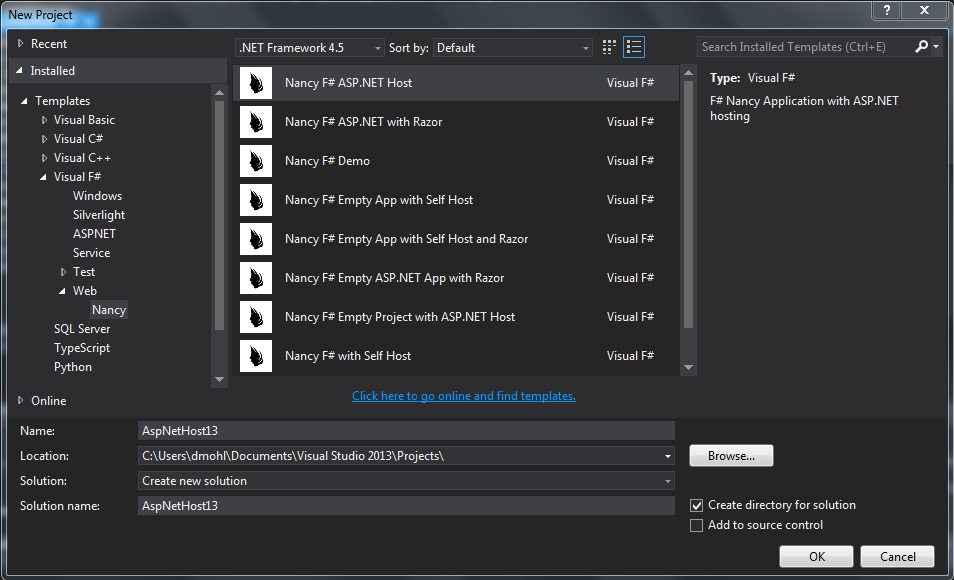 New Project
?
Recent
.NET Framework 4.5
Sort by:
Default
Search Installed Templates (Ctrl+E)
Installed
Templates
Visual Basic
Visual C#
Visual C++
Visual F#
Windows
Silverlight
ASPNET
Service
Test
Web
Nancy
SQL Server
TypeScript
Python
Online
Nancy F# ASP.NET Host Visual F#
Nancy F# ASP.NET with Razor Visual F#
Nancy F# Demo Visual F#
Nancy F# Empty App with Self Host Visual F#
Nancy F# Empty App with Self Host and Razor Visual F#
Nancy F# Empty ASP.NET App with Razor Visual F#
Nancy F# Empty Project with ASP.NET Host Visual F#
Nancy F# with Self Host Visual F#
Click here to go online and find templates.
Type: Visual F#
F# Nancy Application with ASP.NET
hosting
Name: AspNetHost13
Location: C:\Users\dmohl\Documents\Visual Studio 2013\Projects\
Browse...
Solution: Create new solution
Solution name: AspNetHost13
Create directory for solution
Add to source control
OK
Cancel